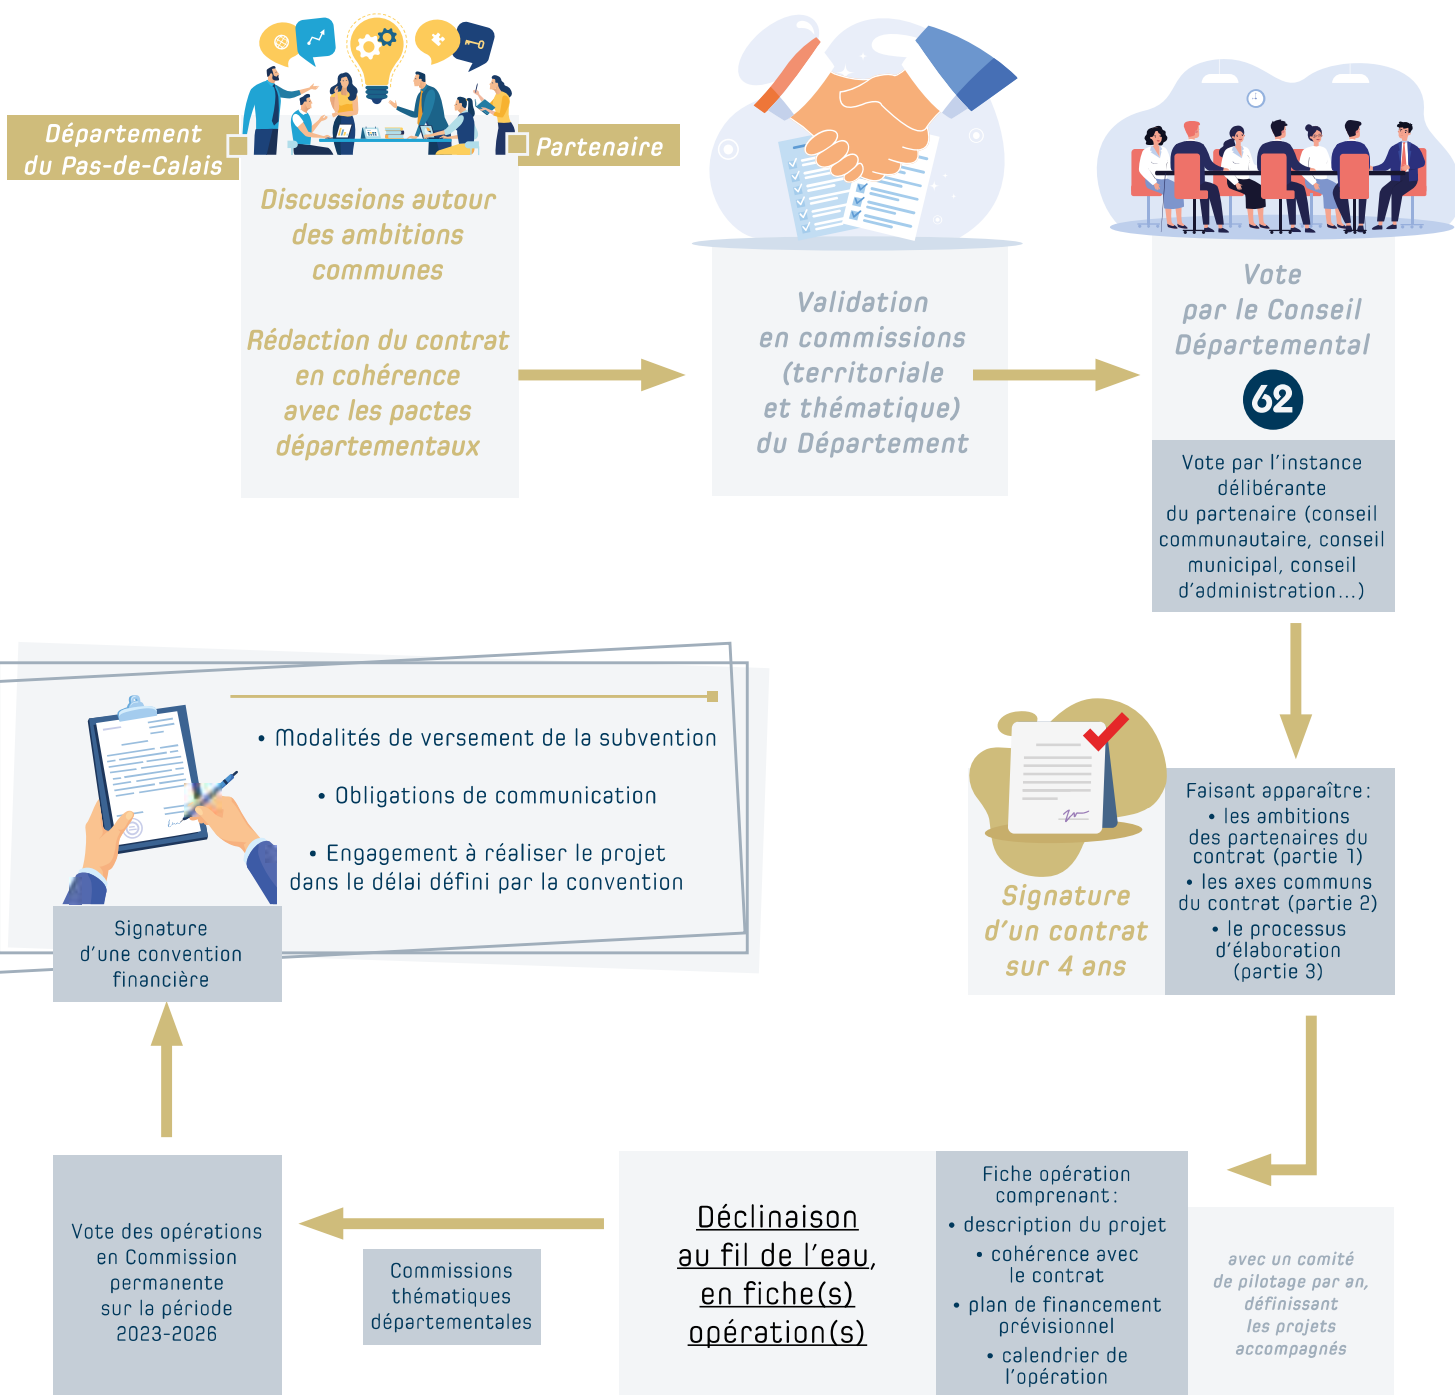 Département
du Pas-de-Calais
Partenaire
Discussions autour
des ambitions
communes
Rédaction du contrat
en cohérence
avec les pactes
départementaux
Validation
en commissions
(territoriale
et thématique)
du Département
Vote
par le Conseil
Départemental
62
Vote par l'instance
délibérante
du partenaire (conseil
communautaire, conseil
municipal, conseil
d'administration...)
Signature
d'un contrat
sur 4 ans
Faisant apparaître :
• les ambitions
des partenaires du
contrat (partie 1)
• les axes communs
du contrat (partie 2)
• le processus
d'élaboration
(partie 3)
avec un comité
de pilotage par an,
définissant
les projets
accompagnés
Fiche opération
comprenant :
• description du projet
• cohérence avec
le contrat
• plan de financement
prévisionnel
• calendrier de
l'opération
Déclinaison
au fil de l'eau,
en fiche(s)
opération(s)
Commissions
thématiques
départementales
Vote des opérations
en Commission
permanente
sur la période
2023-2026
Signature
d'une convention
financière
• Modalités de versement de la subvention
• Obligations de communication
• Engagement à réaliser le projet
dans le délai défini par la convention